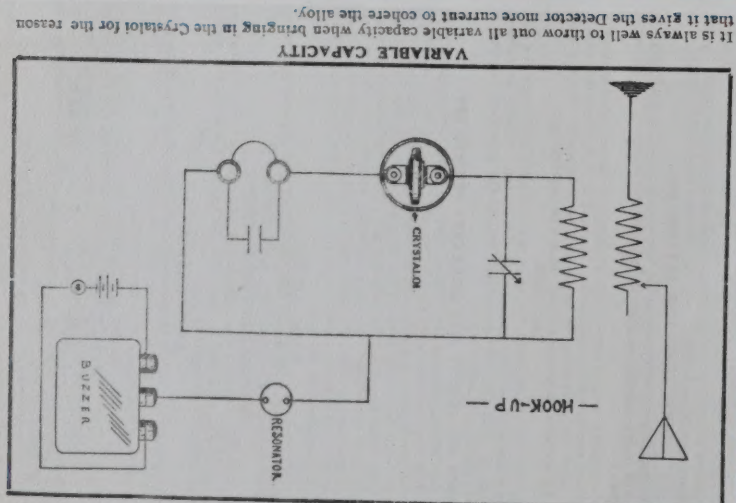 — HOOK-UP —
RESONATOR
BUZZER
CRYSTALOI
VARIABLE CAPACITY
It is always well to throw out all variable capacity when bringing in the Crystaloi for the reason
that it gives the Detector more current to cohere the alloy.